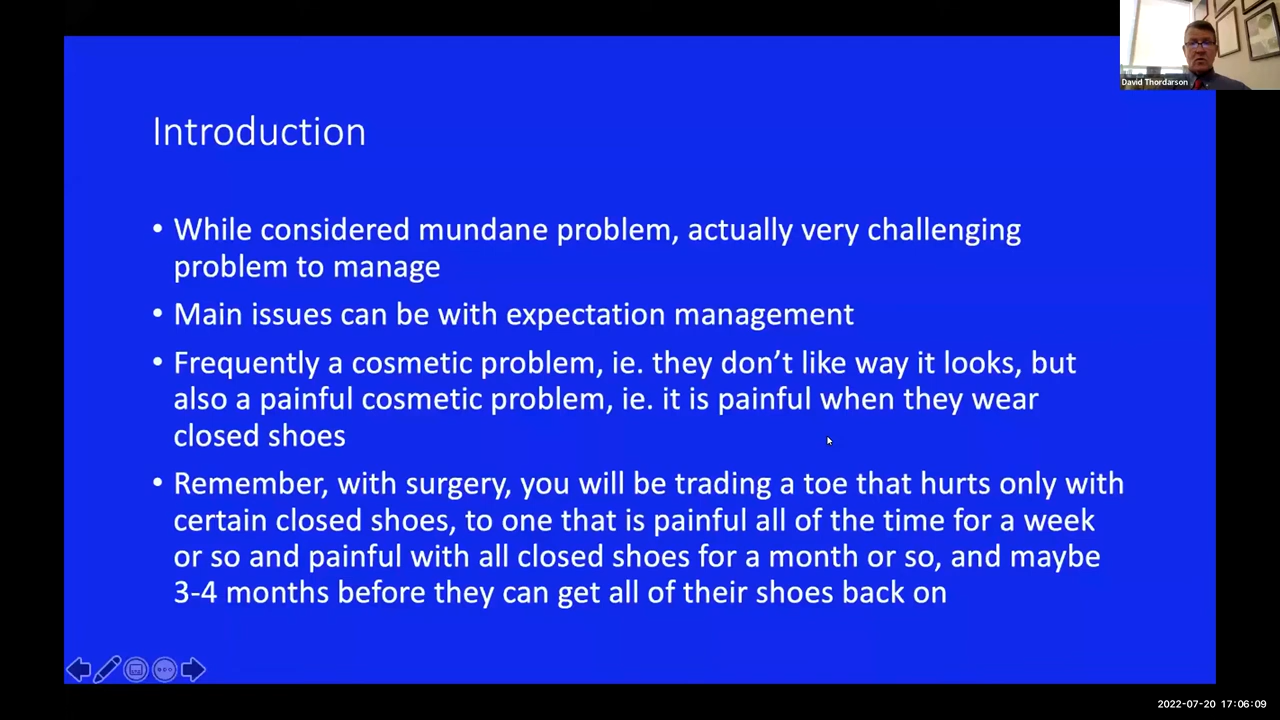 David Thordarson
Introduction
• While considered mundane problem, actually very challenging
problem to manage
• Main issues can be with expectation management
• Frequently a cosmetic problem, ie. they don’t like way it looks, but
also a painful cosmetic problem, ie. it is painful when they wear
closed shoes
• Remember, with surgery, you will be trading a toe that hurts only with
certain closed shoes, to one that is painful all of the time for a week
or so and painful with all closed shoes for a month or so, and maybe
3-4 months before they can get all of their shoes back on
2022-07-20 17:06:09